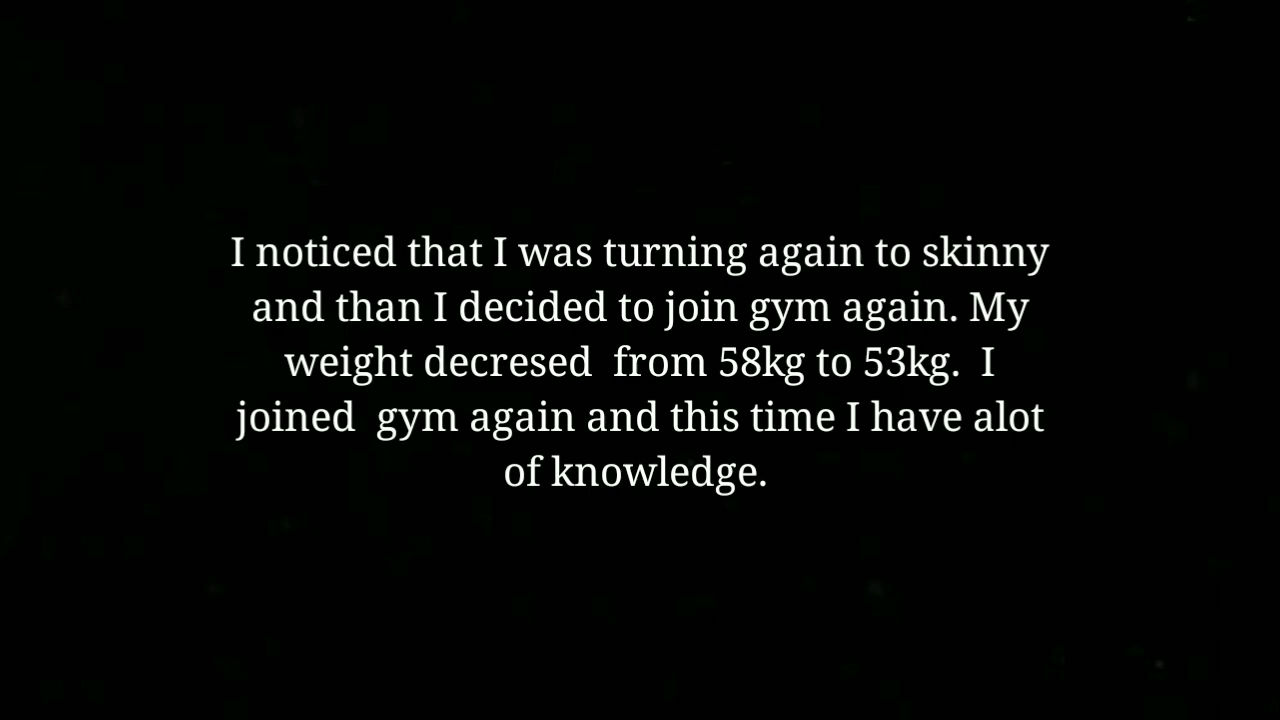 I noticed that I was turning again to skinny
and than I decided to join gym again. My
weight decresed  from 58kg to 53kg.  I
joined  gym again and this time I have alot
of knowledge.